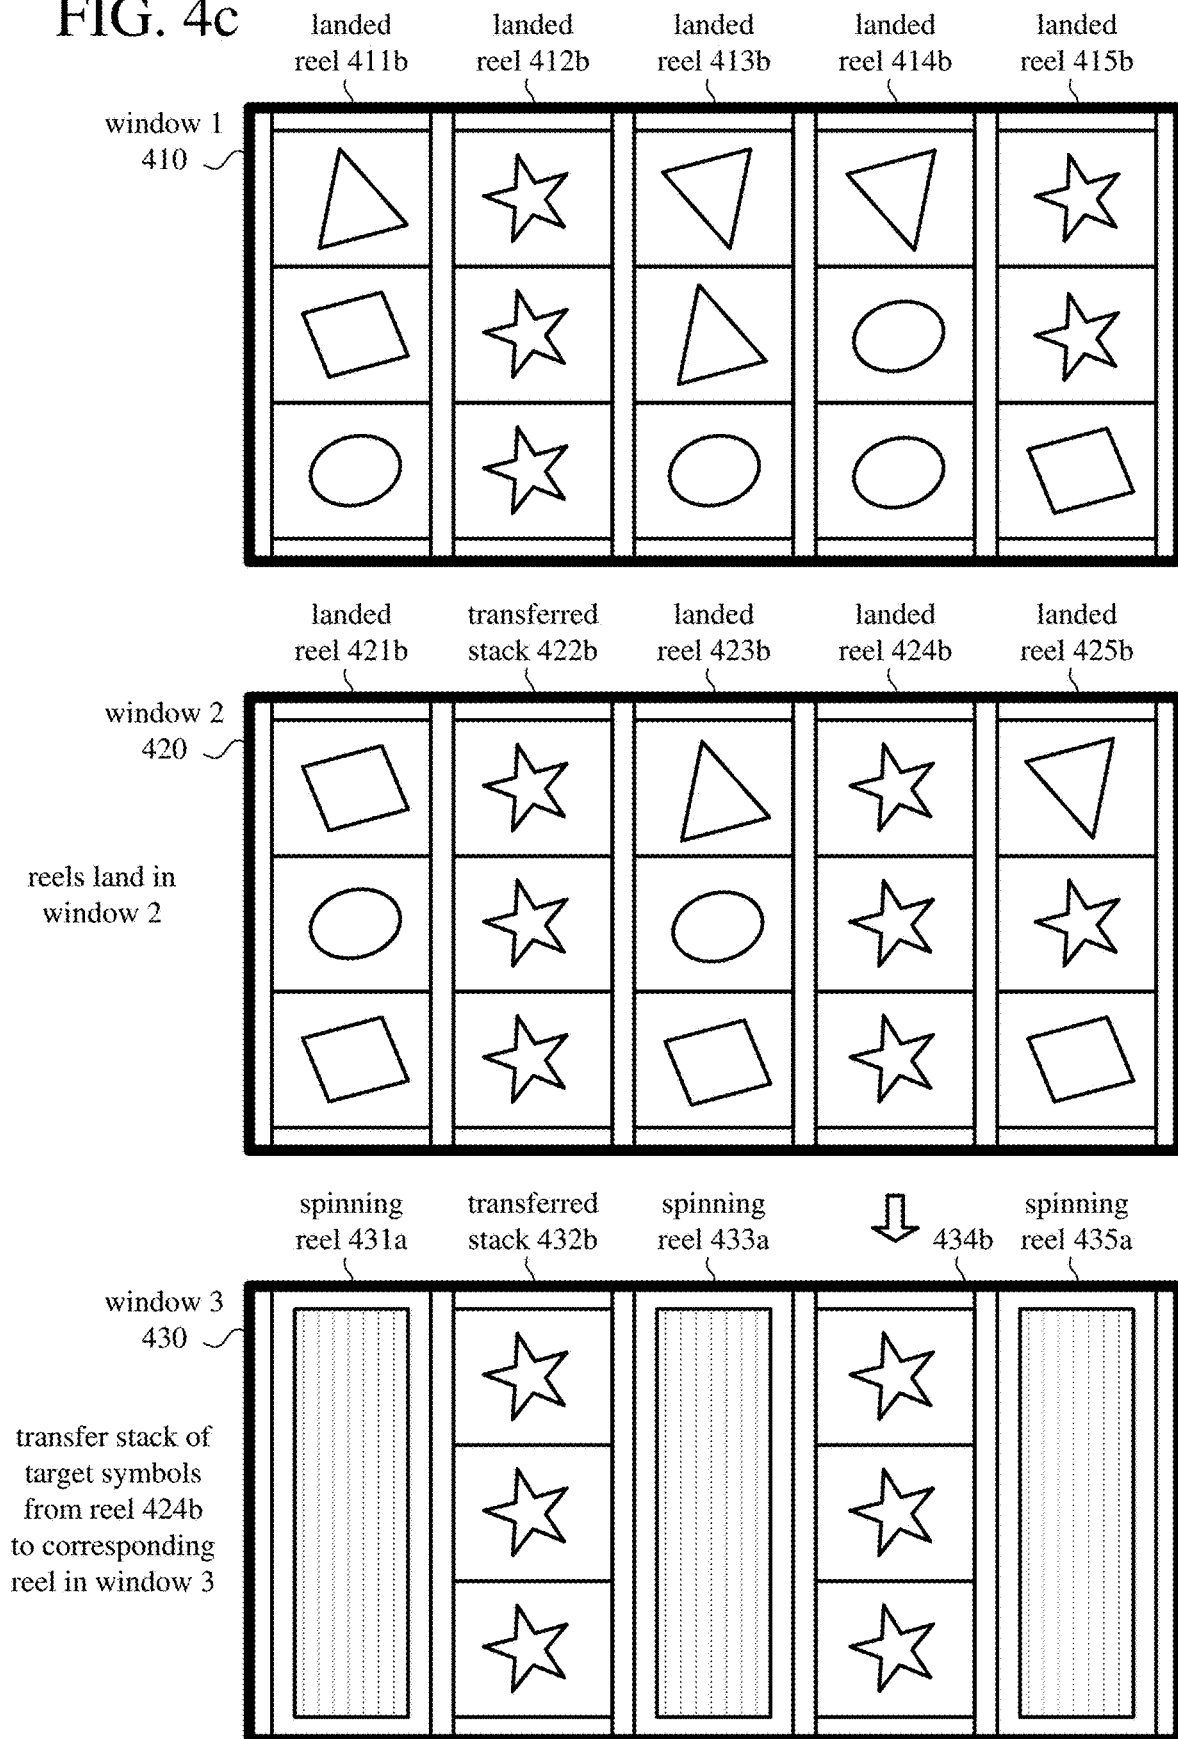 FIG. 4c
landed reel 411b
landed reel 412b
landed reel 413b
landed reel 414b
landed reel 415b
window 1
410
landed reel 421b
transferred stack 422b
landed reel 423b
landed reel 424b
landed reel 425b
window 2
420
reels land in
window 2
spinning reel 431a
transferred stack 432b
spinning reel 433a
434b
spinning reel 435a
window 3
430
transfer stack of
target symbols
from reel 424b
to corresponding
reel in window 3